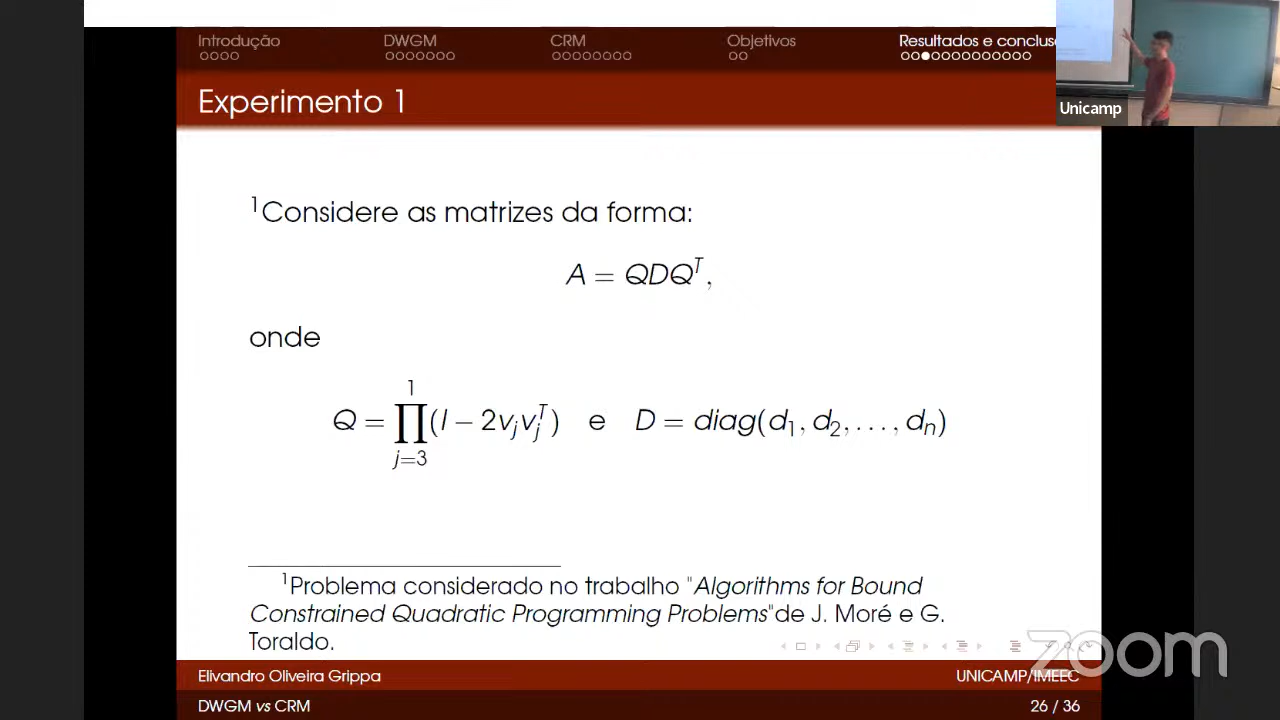 Introdução DWGM CRM Objetivos Resultados e conclus
Experimento 1
Unicamp
¹Considere as matrizes da forma:
A = QDQ^T,
onde
Q = ∏_{j=3}^{1} (I − 2v_j v_j^T) e D = diag(d_1, d_2, . . . , d_n)
¹Problema considerado no trabalho "Algorithms for Bound
Constrained Quadratic Programming Problems"de J. Moré e G.
Toraldo.
zoom
Elivandro Oliveira Grippa UNICAMP/IMEEC
DWGM vs CRM 26 / 36